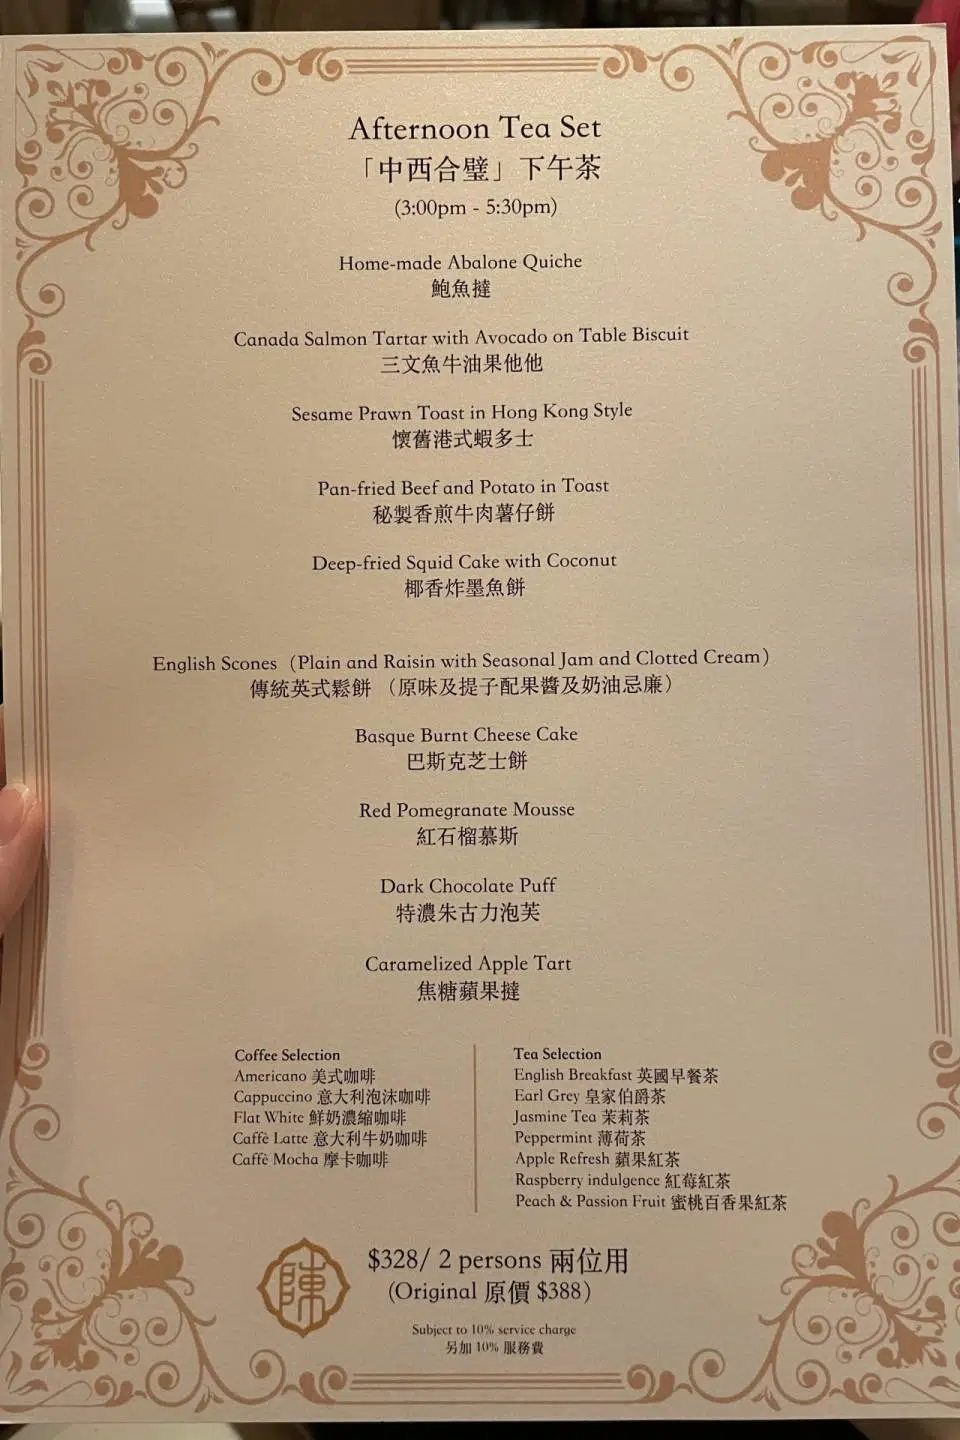 Afternoon Tea Set
「中西合璧」下午茶
(3:00pm - 5:30pm)
Home-made Abalone Quiche
鮑魚撻
Canada Salmon Tartar with Avocado on Table Biscuit
三文魚牛油果他他
Sesame Prawn Toast in Hong Kong Style
懷舊港式蝦多士
Pan-fried Beef and Potato in Toast
秘製香煎牛肉薯仔餅
Deep-fried Squid Cake with Coconut
椰香炸墨魚餅
English Scones (Plain and Raisin with Seasonal Jam and Clotted Cream)
傳統英式鬆餅 （原味及提子配果醬及奶油忌廉）
Basque Burnt Cheese Cake
巴斯克芝士餅
Red Pomegranate Mousse
紅石榴慕斯
Dark Chocolate Puff
特濃朱古力泡芙
Caramelized Apple Tart
焦糖蘋果撻
Coffee Selection
Americano 美式咖啡
Cappuccino 意大利泡沫咖啡
Flat White 鮮奶濃縮咖啡
Caffè Latte 意大利牛奶咖啡
Caffè Mocha 摩卡咖啡
Tea Selection
English Breakfast 英國早餐茶
Earl Grey 皇家伯爵茶
Jasmine Tea 茉莉茶
Peppermint 薄荷茶
Apple Refresh 蘋果紅茶
Raspberry indulgence 紅莓紅茶
Peach & Passion Fruit 蜜桃百香果紅茶
陳
$328/ 2 persons 兩位用
(Original 原價 $388)
Subject to 10% service charge
另加 10% 服務費